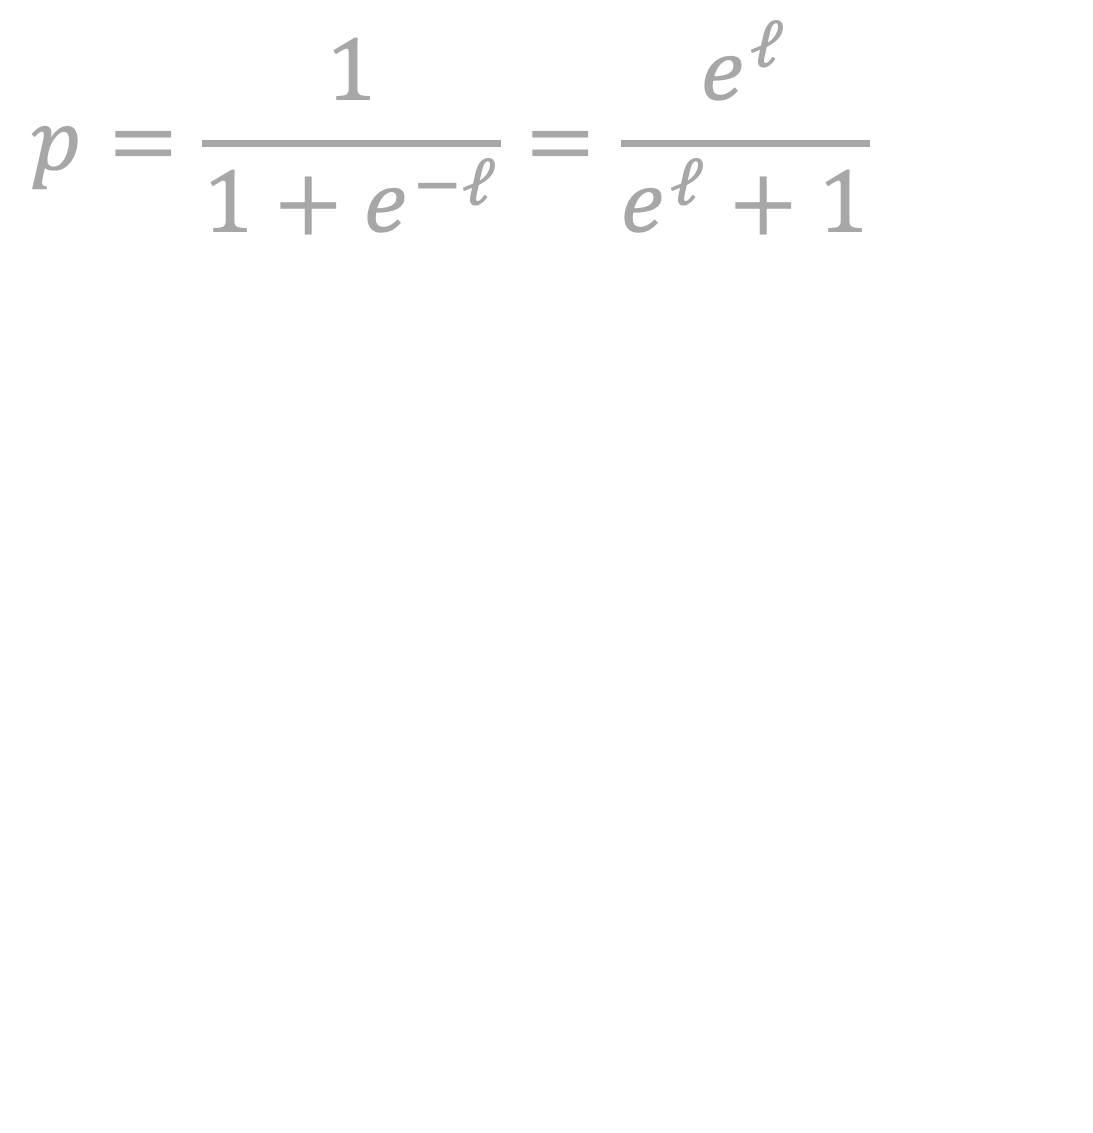 p = 1 / (1 + e^{-ℓ}) = e^ℓ / (e^ℓ + 1)